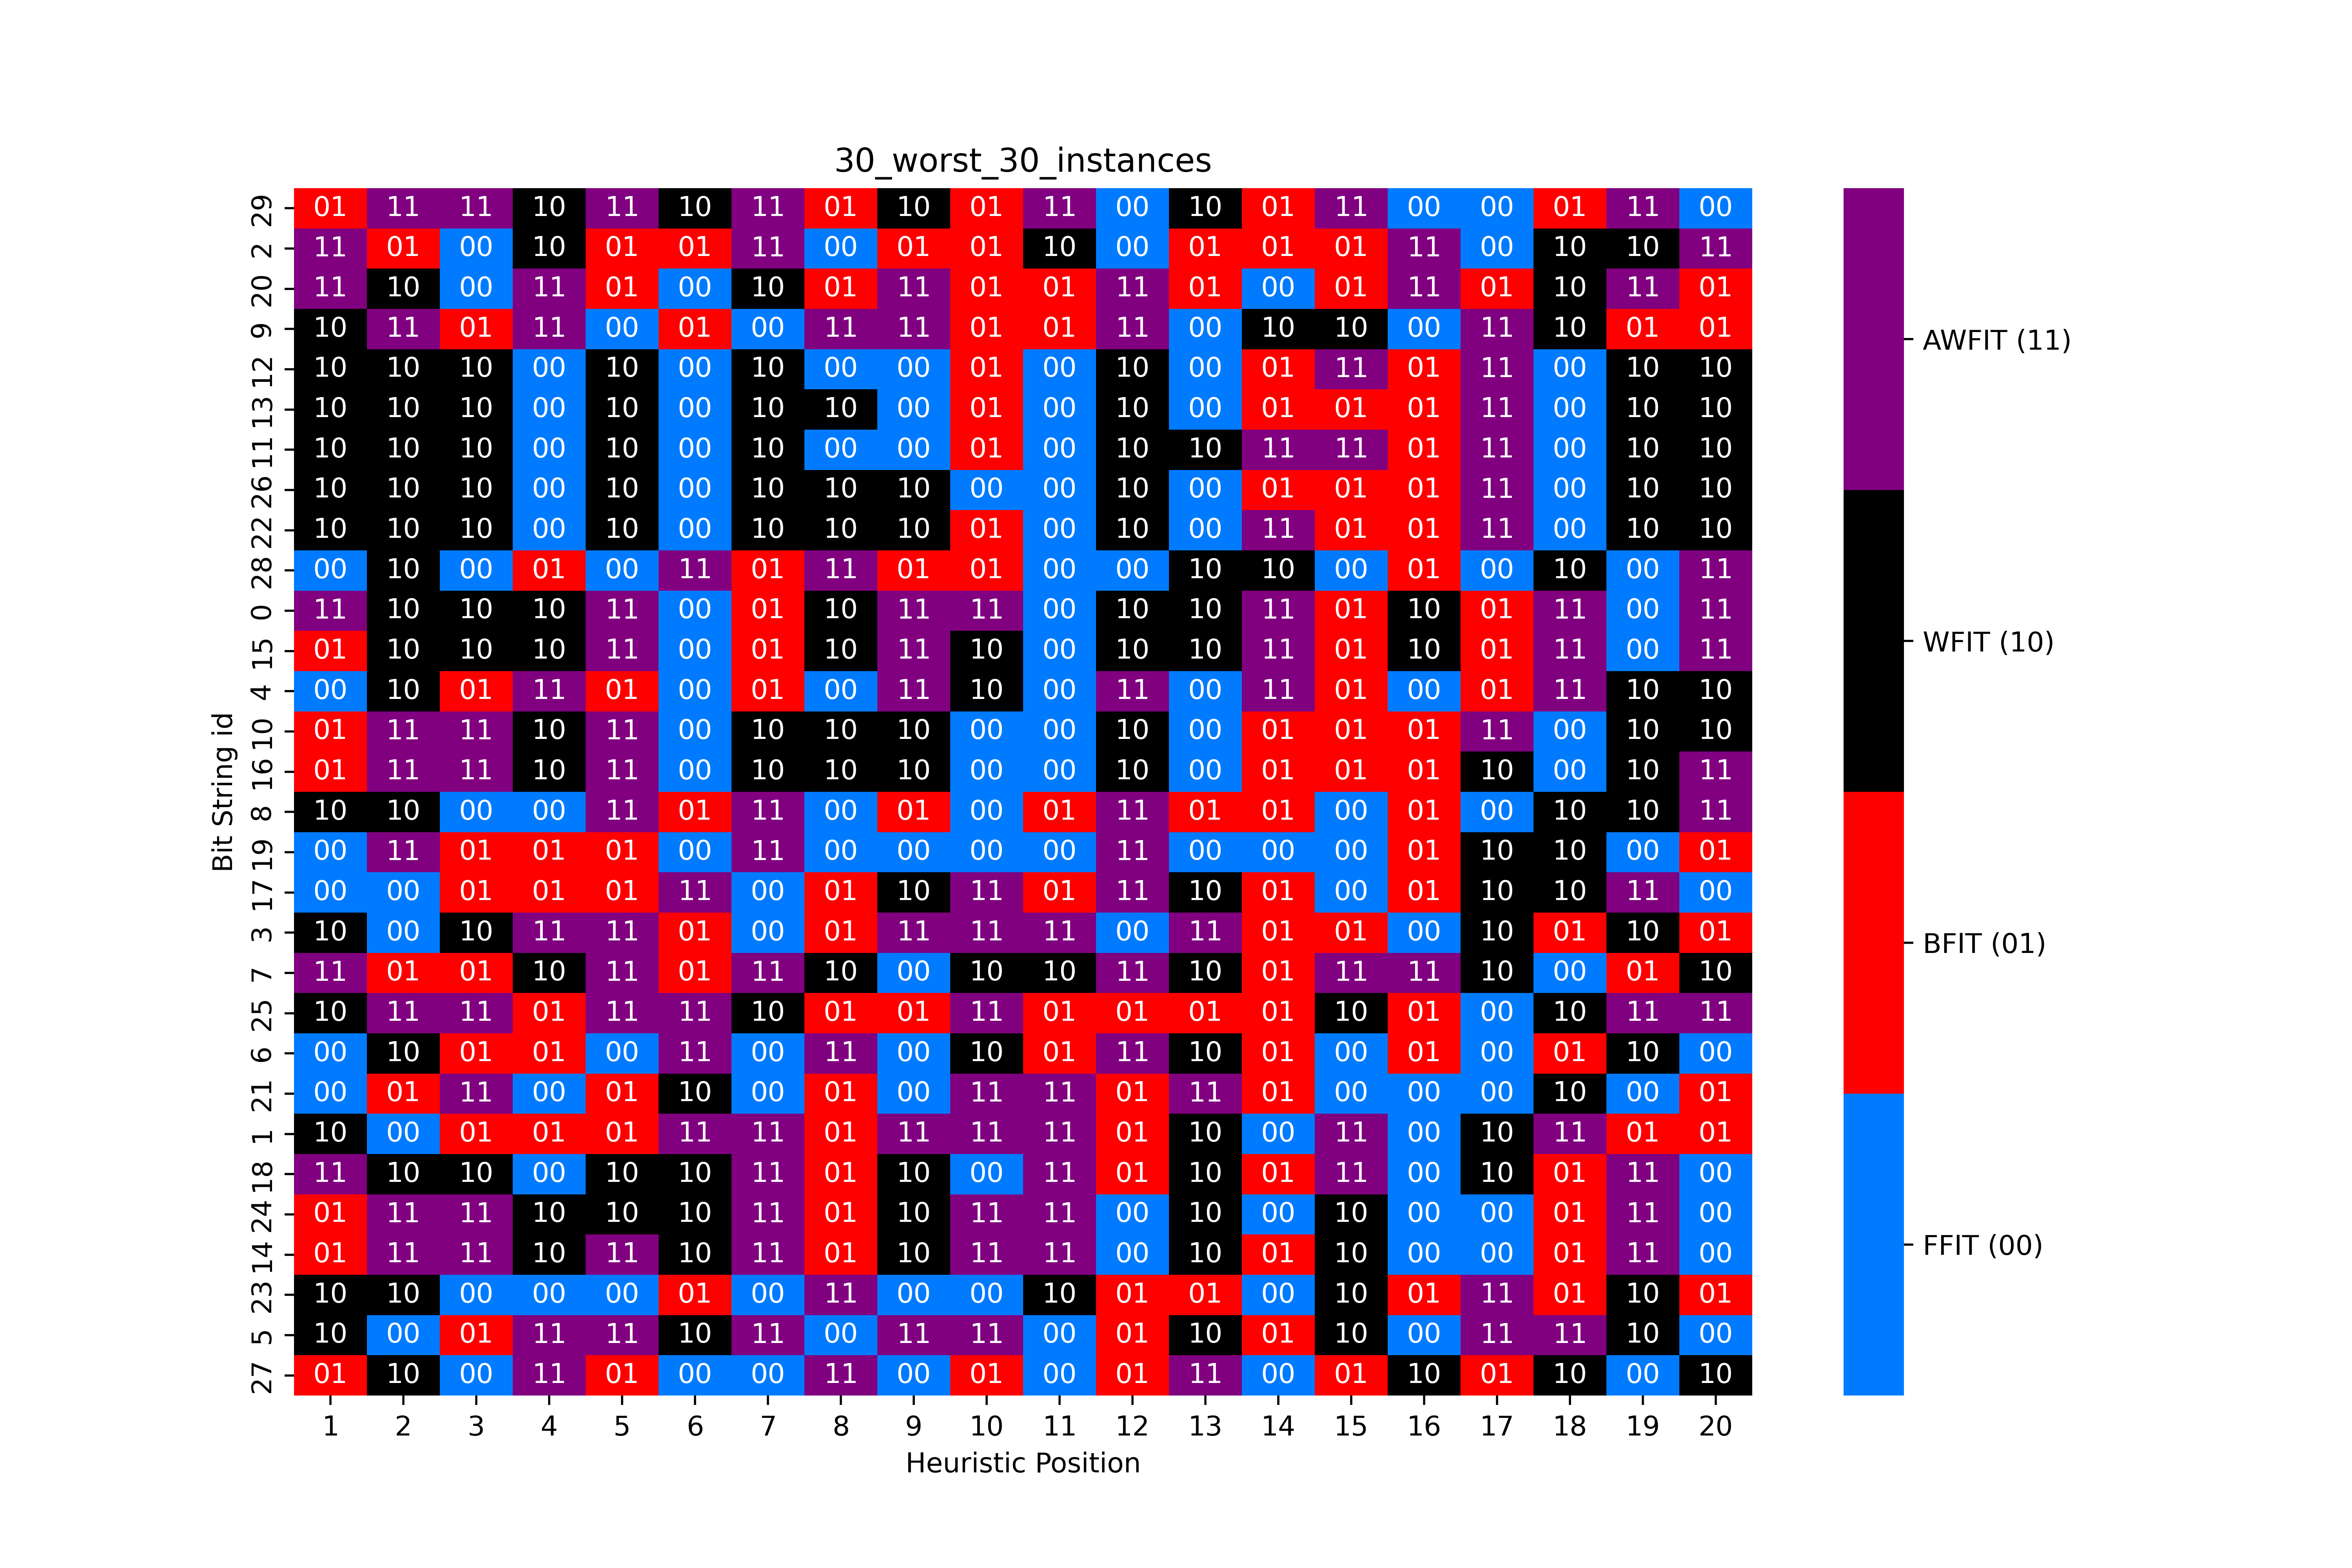 30_worst_30_instances
29 01 11 11 10 11 10 11 01 10 01 11 00 10 01 11 00 00 01 11 00
2 11 01 00 10 01 01 11 00 01 01 10 00 01 01 01 11 00 10 10 11
20 11 10 00 11 01 00 10 01 11 01 01 11 01 00 01 11 01 10 11 01
9 10 11 01 11 00 01 00 11 11 01 01 11 00 10 10 00 11 10 01 01
12 10 10 10 00 10 00 10 00 00 01 00 10 00 01 11 01 11 00 10 10
13 10 10 10 00 10 00 10 10 00 01 00 10 00 01 01 01 11 00 10 10
11 10 10 10 00 10 00 10 00 00 01 00 10 10 11 11 01 11 00 10 10
26 10 10 10 00 10 00 10 10 10 00 00 10 00 01 01 01 11 00 10 10
22 10 10 10 00 10 00 10 10 10 01 00 10 00 11 01 01 11 00 10 10
28 00 10 00 01 00 11 01 11 01 01 00 00 10 10 00 01 00 10 00 11
0 11 10 10 10 11 00 01 10 11 11 00 10 10 11 01 10 01 11 00 11
15 01 10 10 10 11 00 01 10 11 10 00 10 10 11 01 10 01 11 00 11
4 00 10 01 11 01 00 01 00 11 10 00 11 00 11 01 00 01 11 10 10
10 01 11 11 10 11 00 10 10 10 00 00 10 00 01 01 01 11 00 10 10
16 01 11 11 10 11 00 10 10 10 00 00 10 00 01 01 01 10 00 10 11
8 10 10 00 00 11 01 11 00 01 00 01 11 01 01 00 01 00 10 10 11
19 00 11 01 01 01 00 11 00 00 00 00 11 00 00 00 01 10 10 00 01
17 00 00 01 01 01 11 00 01 10 11 01 11 10 01 00 01 10 10 11 00
3 10 00 10 11 11 01 00 01 11 11 11 00 11 01 01 00 10 01 10 01
7 11 01 01 10 11 01 11 10 00 10 10 11 10 01 11 11 10 00 01 10
25 10 11 11 01 11 11 10 01 01 11 01 01 01 01 10 01 00 10 11 11
6 00 10 01 01 00 11 00 11 00 10 01 11 10 01 00 01 00 01 10 00
21 00 01 11 00 01 10 00 01 00 11 11 01 11 01 00 00 00 10 00 01
1 10 00 01 01 01 11 11 01 11 11 11 01 10 00 11 00 10 11 01 01
18 11 10 10 00 10 10 11 01 10 00 11 01 10 01 11 00 10 01 11 00
24 01 11 11 10 10 10 11 01 10 11 11 00 10 00 10 00 00 01 11 00
14 01 11 11 10 11 10 11 01 10 11 11 00 10 01 10 00 00 01 11 00
23 10 10 00 00 00 01 00 11 00 00 10 01 01 00 10 01 11 01 10 01
5 10 00 01 11 11 10 11 00 11 11 00 01 10 01 10 00 11 11 10 00
27 01 10 00 11 01 00 00 11 00 01 00 01 11 00 01 10 01 10 00 10
1 2 3 4 5 6 7 8 9 10 11 12 13 14 15 16 17 18 19 20
Heuristic Position
Bit String id
AWFIT (11)
WFIT (10)
BFIT (01)
FFIT (00)